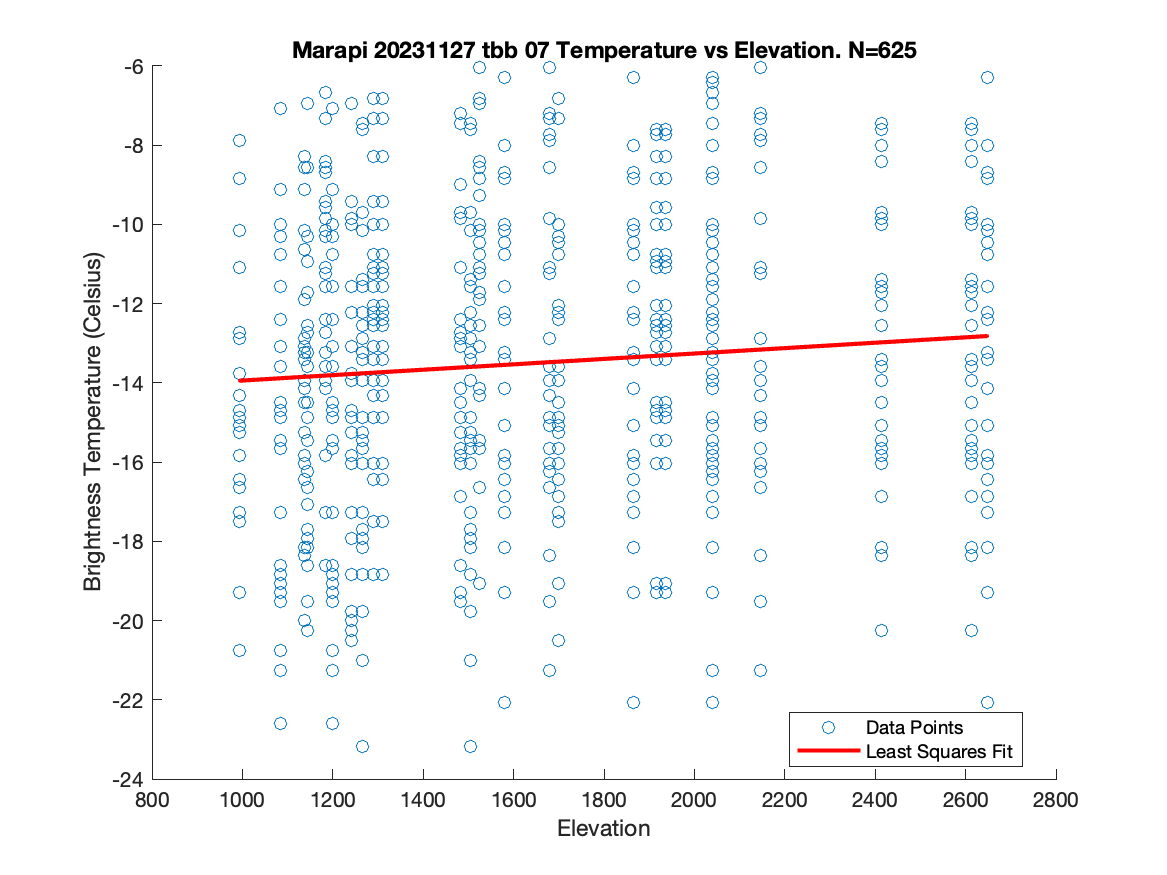 Marapi 20231127 tbb 07 Temperature vs Elevation. N=625
-6
-8
-10
-12
-14
-16
-18
-20
-22
-24
Brightness Temperature (Celsius)
800 1000 1200 1400 1600 1800 2000 2200 2400 2600 2800
Elevation
Data Points
Least Squares Fit